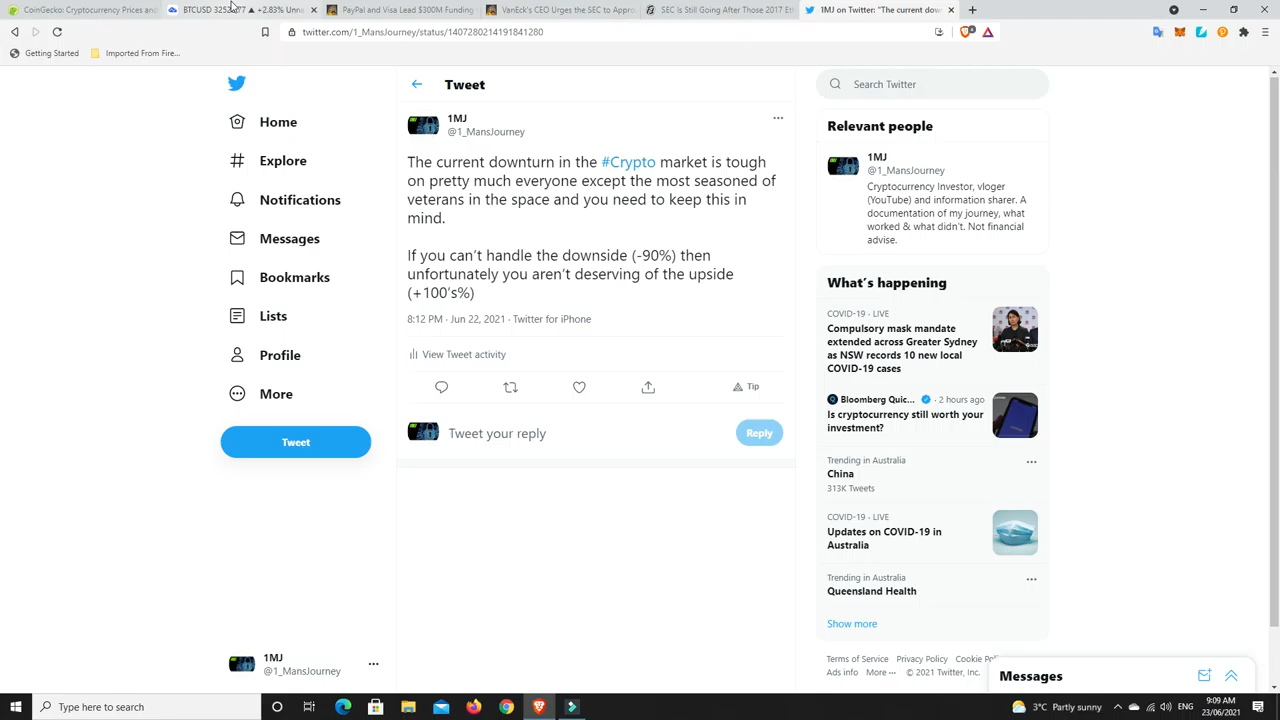 CoinGecko: Cryptocurrency Prices and
BTCUSD 3252 ▲ +2.83% Unn
PayPal and Visa Lead $300M Funding
VanEck's CEO Urges the SEC to Appro
SEC Is Still Going After Those 2017 Et
1MJ on Twitter: "The current dow
twitter.com/1_MansJourney/status/1407280214191841280
Getting Started
Imported From Fire...
Home
Explore
Notifications
Messages
Bookmarks
Lists
Profile
More
Tweet
1MJ
@1_MansJourney
Tweet
1MJ
@1_MansJourney
The current downturn in the #Crypto market is tough
on pretty much everyone except the most seasoned of
veterans in the space and you need to keep this in
mind.
If you can't handle the downside (-90%) then
unfortunately you aren't deserving of the upside
(+100's%)
8:12 PM · Jun 22, 2021 · Twitter for iPhone
View Tweet activity
Tip
Tweet your reply
Reply
Search Twitter
Relevant people
1MJ
@1_MansJourney
Cryptocurrency Investor, vloger
(YouTube) and information sharer. A
documentation of my journey, what
worked & what didn't. Not financial
advise.
What's happening
COVID-19 · LIVE
Compulsory mask mandate
extended across Greater Sydney
as NSW records 10 new local
COVID-19 cases
Bloomberg Quic... · 2 hours ago
Is cryptocurrency still worth your
investment?
Trending in Australia
China
313K Tweets
COVID-19 · LIVE
Updates on COVID-19 in
Australia
Trending in Australia
Queensland Health
Show more
Terms of Service Privacy Policy Cookie Pol
Ads info More ··· © 2021 Twitter, Inc.
Messages
Type here to search
3°C Partly sunny
9:09 AM
23/06/2021